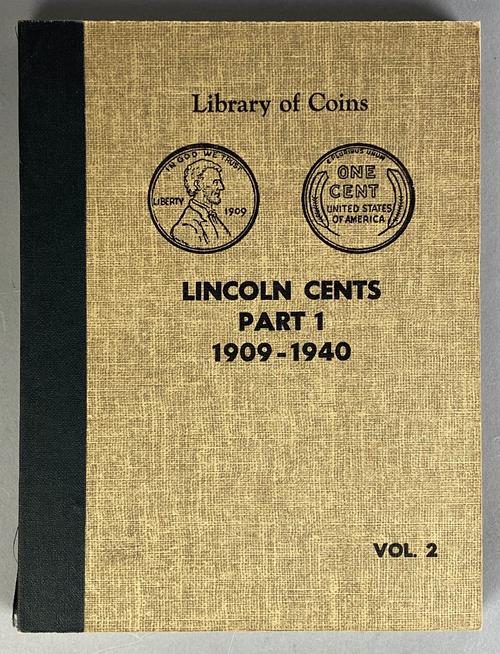 Library of Coins
IN GOD WE TRUST
LIBERTY
1909
E PLURIBUS UNUM
ONE
CENT
UNITED STATES
OF AMERICA
LINCOLN CENTS
PART 1
1909-1940
VOL. 2